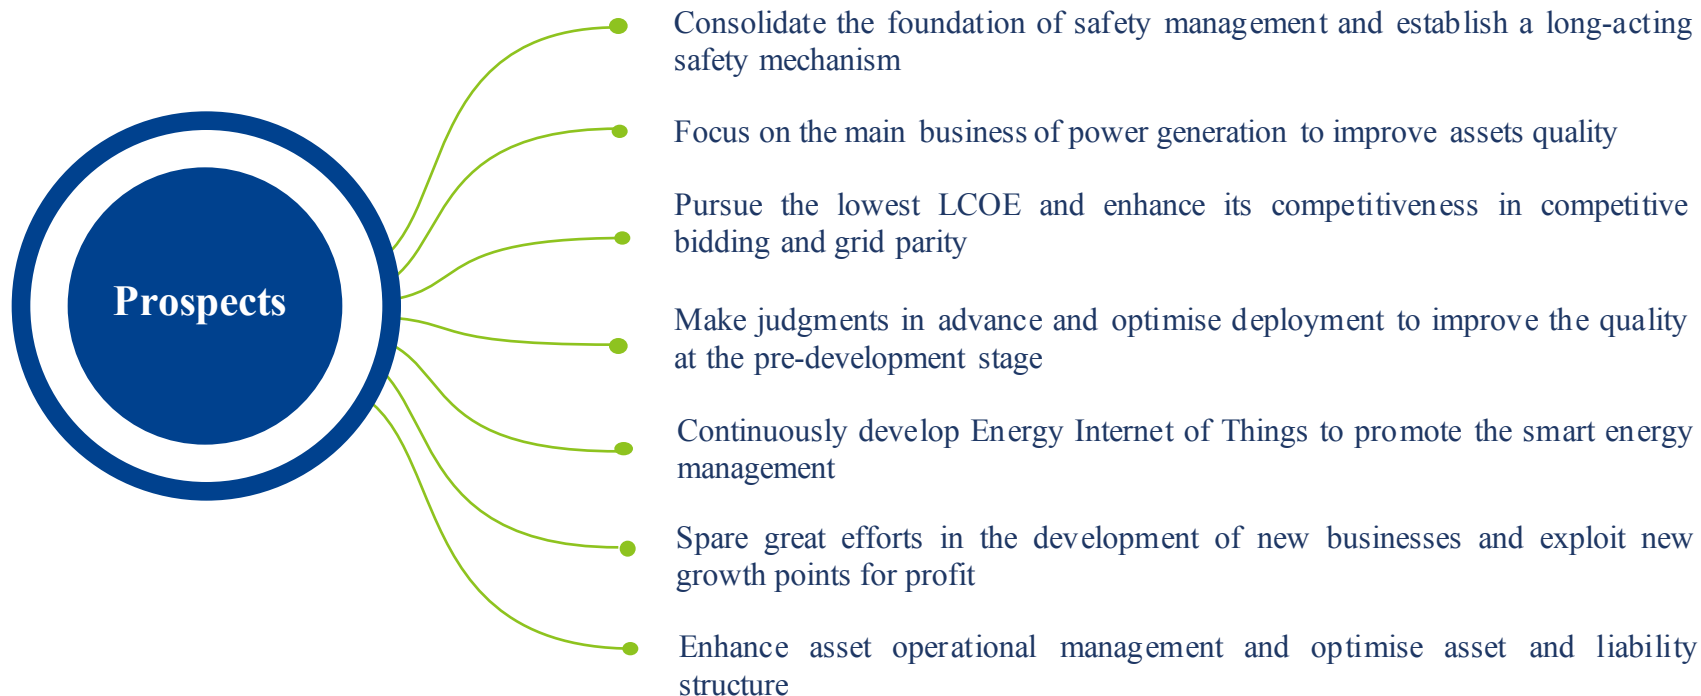 Consolidate the foundation of safety management and establish a long-acting
safety mechanism
Focus on the main business of power generation to improve assets quality
Pursue the lowest LCOE and enhance its competitiveness in competitive
bidding and grid parity
Prospects
Make judgments in advance and optimise deployment to improve the quality
at the pre-development stage
Continuously develop Energy Internet of Things to promote the smart energy
management
Spare great efforts in the development of new businesses and exploit new
growth points for profit
Enhance asset operational management and optimise asset and liability
structure